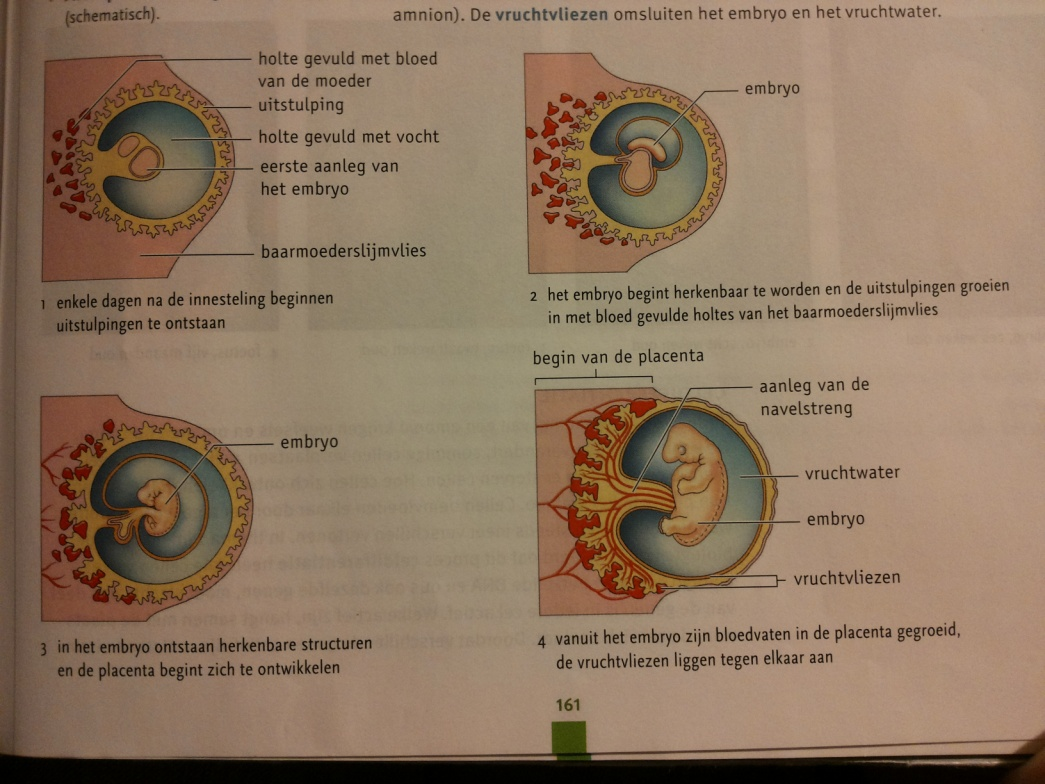 (schematisch).
amnion). De vruchtvliezen omsluiten het embryo en het vruchtwater.
holte gevuld met bloed
van de moeder
uitstulping
holte gevuld met vocht
eerste aanleg van
het embryo
baarmoederslijmvlies
1 enkele dagen na de innesteling beginnen
uitstulpingen te ontstaan
embryo
2 het embryo begint herkenbaar te worden en de uitstulpingen groeien
in met bloed gevulde holtes van het baarmoederslijmvlies
embryo
3 in het embryo ontstaan herkenbare structuren
en de placenta begint zich te ontwikkelen
begin van de placenta
aanleg van de
navelstreng
vruchtwater
embryo
vruchtvliezen
4 vanuit het embryo zijn bloedvaten in de placenta gegroeid,
de vruchtvliezen liggen tegen elkaar aan
161